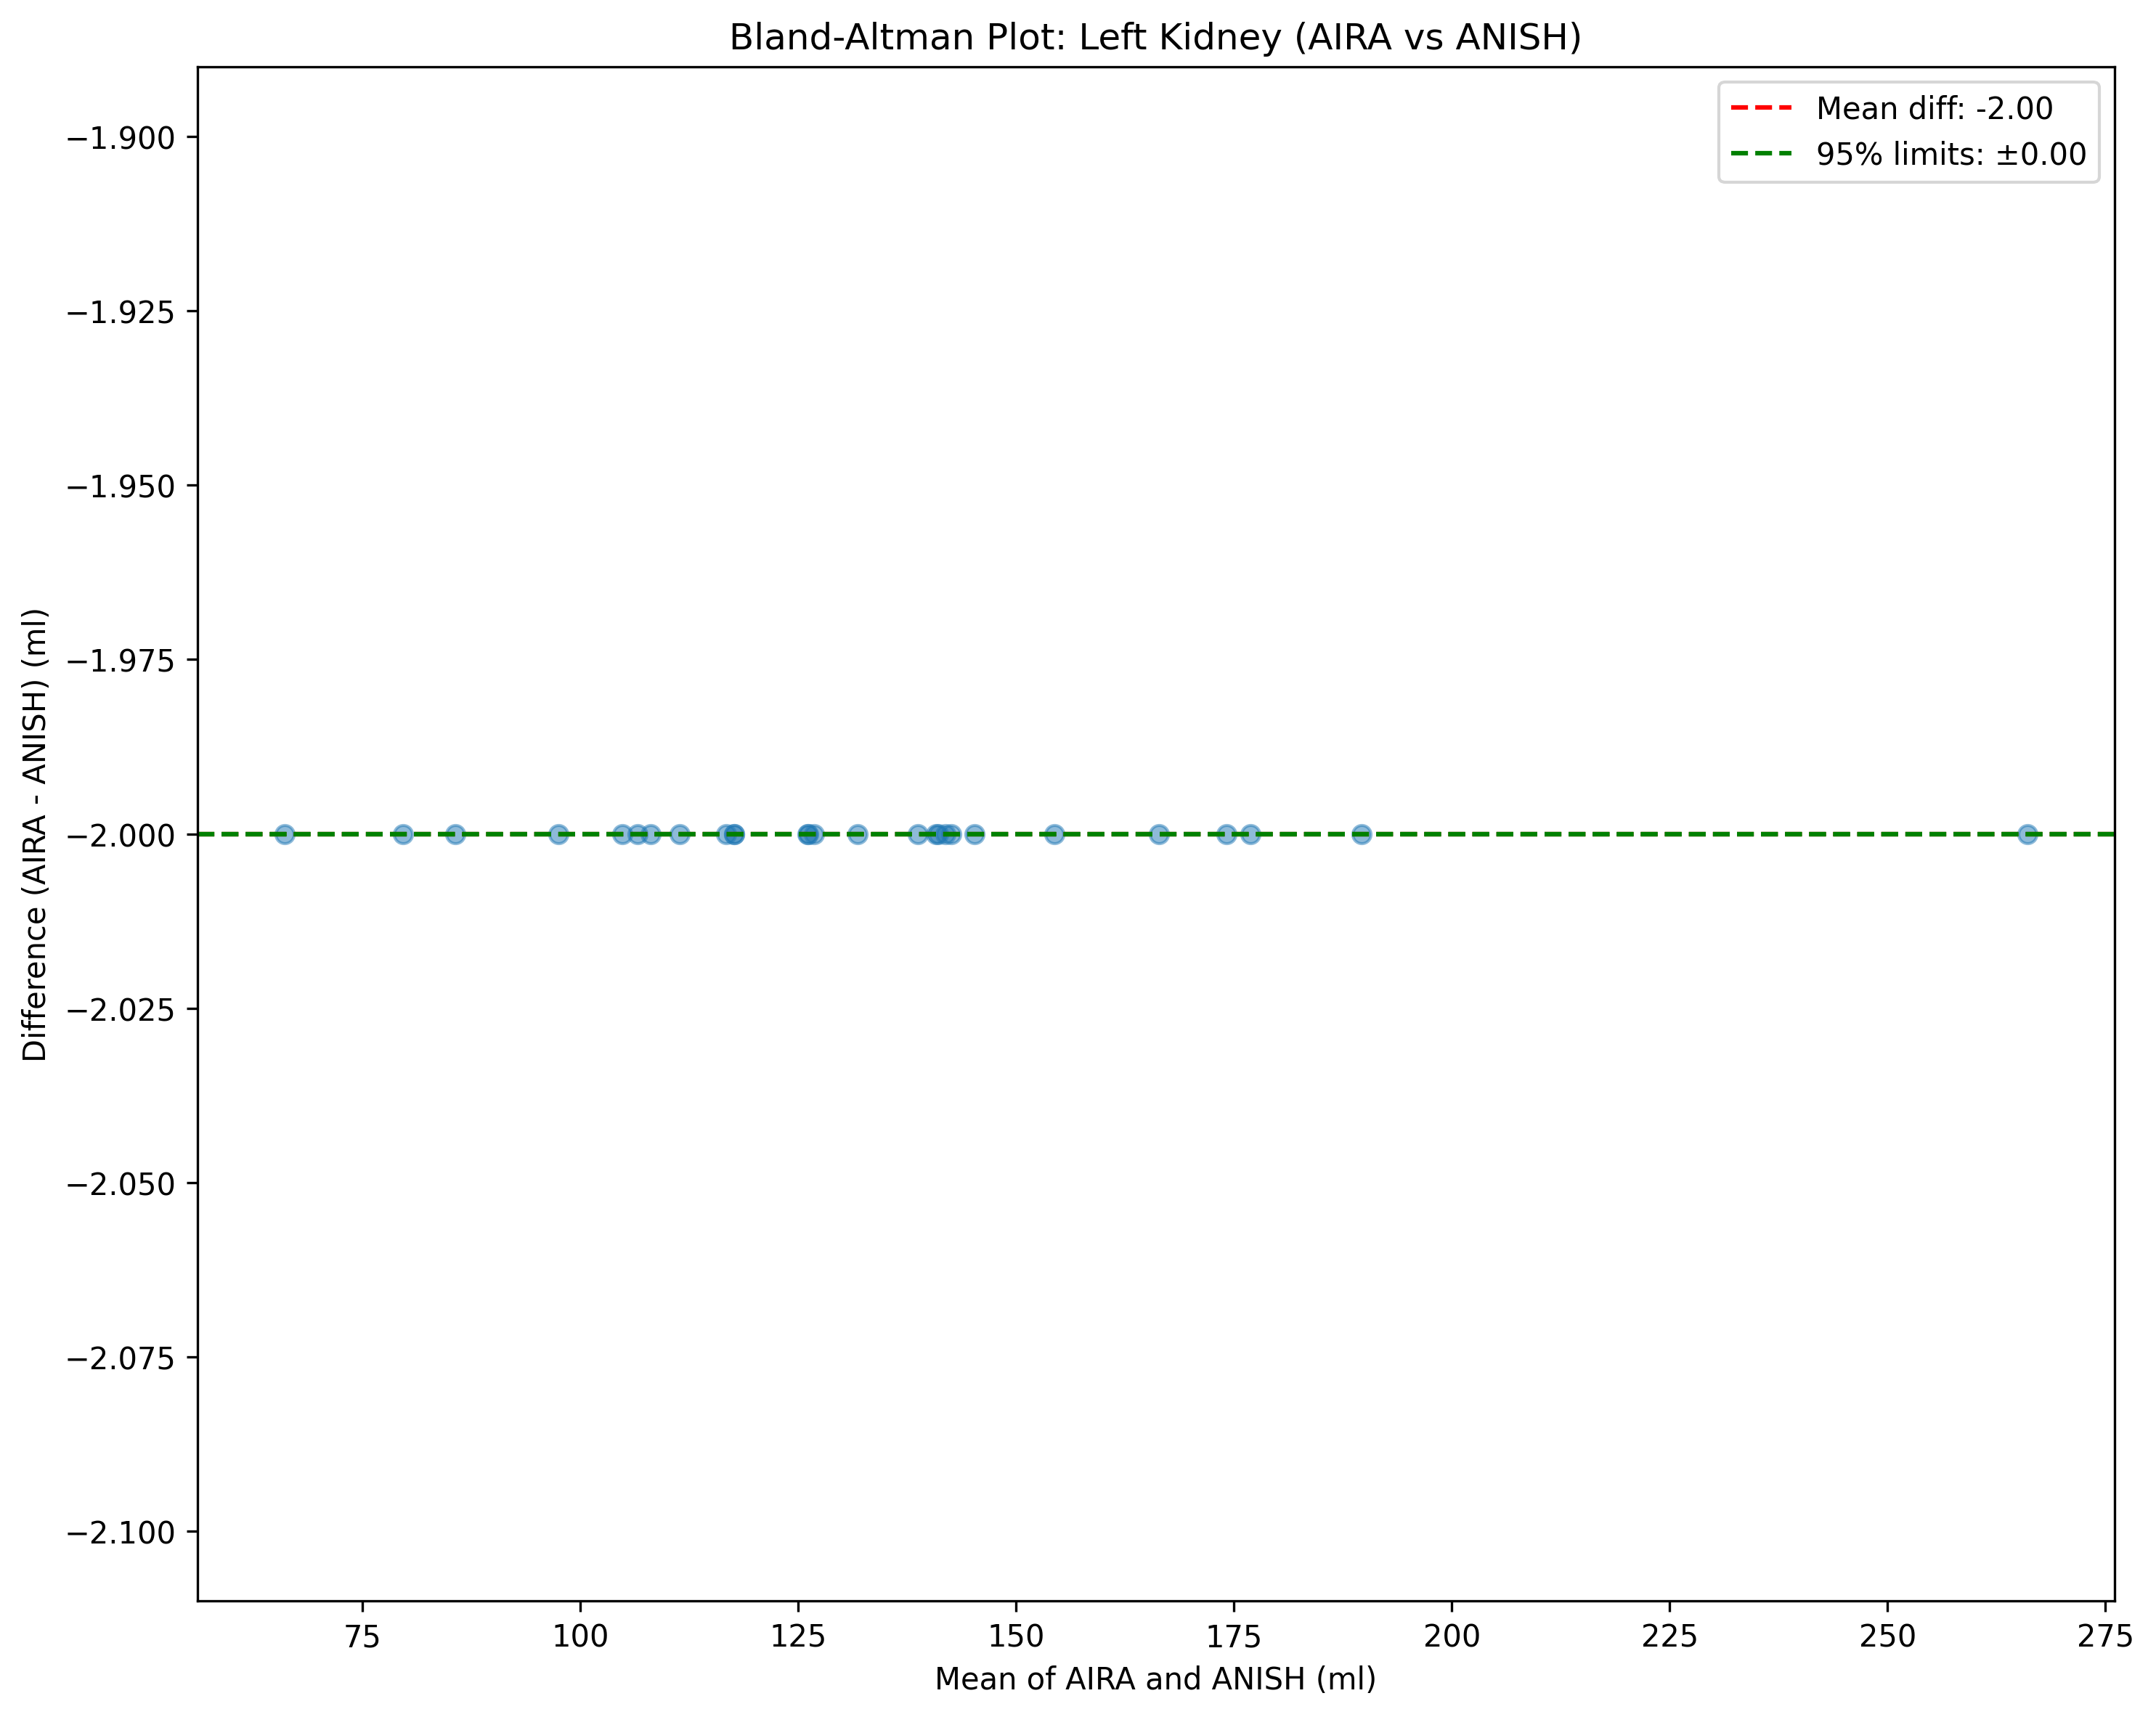 Bland-Altman Plot: Left Kidney (AIRA vs ANISH)
Mean diff: -2.00
95% limits: ±0.00
Difference (AIRA - ANISH) (ml)
−1.900
−1.925
−1.950
−1.975
−2.000
−2.025
−2.050
−2.075
−2.100
75 100 125 150 175 200 225 250 275
Mean of AIRA and ANISH (ml)